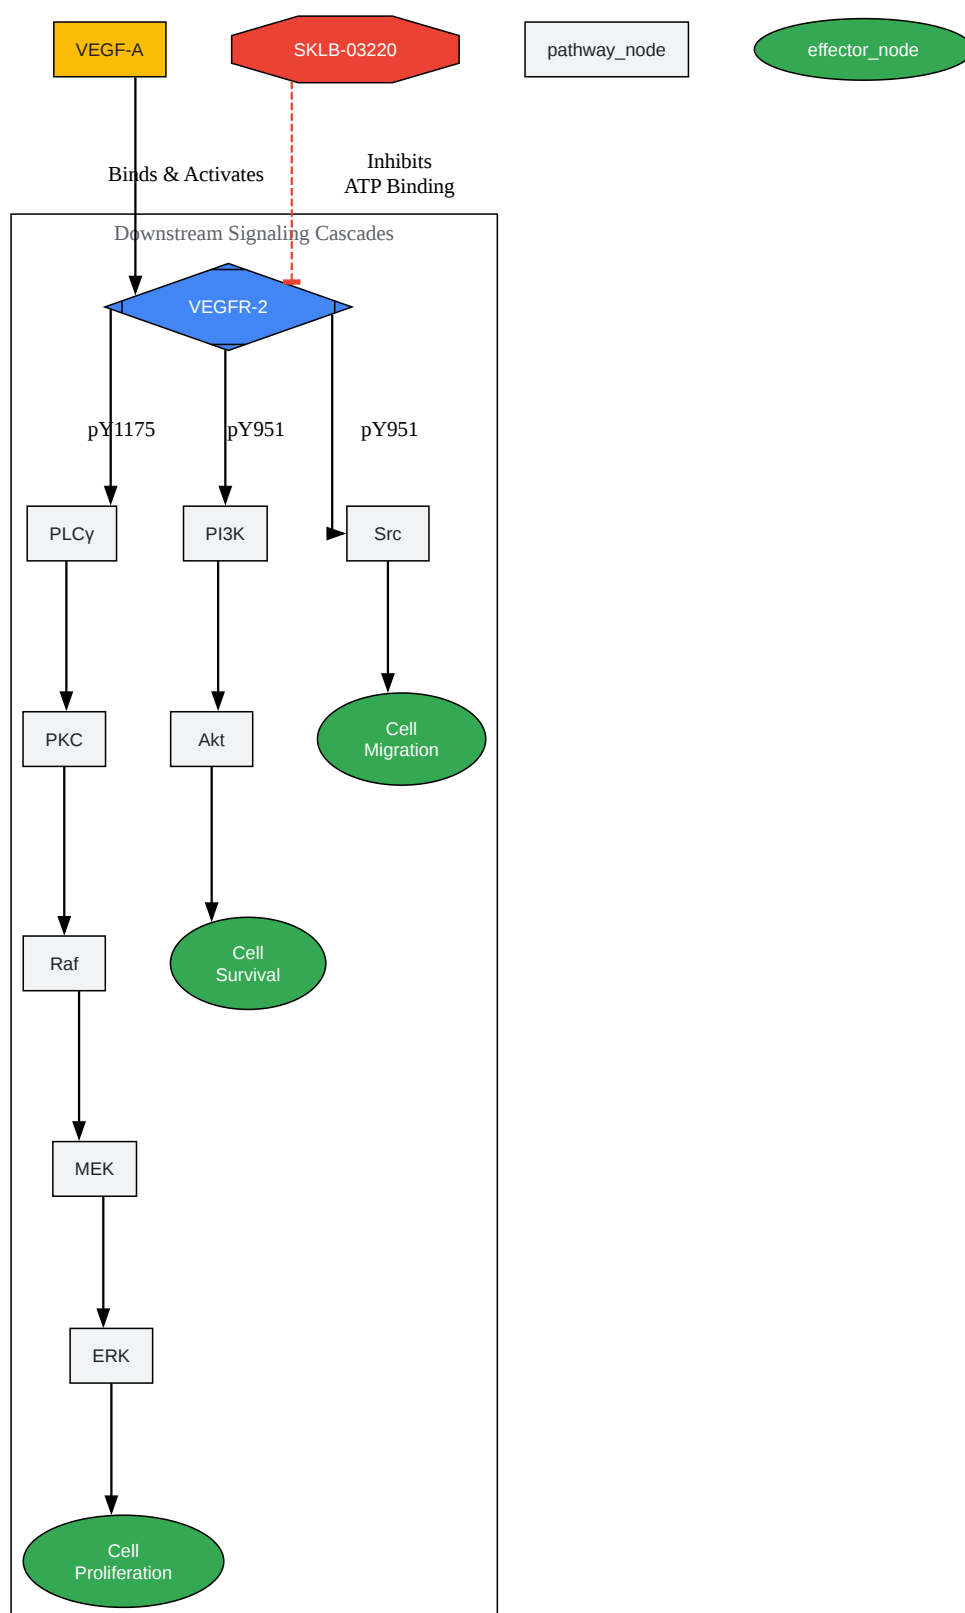 VEGF-A
SKLB-03220
pathway_node
effector_node
Binds & Activates
Inhibits
ATP Binding
Downstream Signaling Cascades
VEGFR-2
pY1175
pY951
pY951
PLCγ
PI3K
Src
PKC
Akt
Cell
Migration
Raf
Cell
Survival
MEK
ERK
Cell
Proliferation